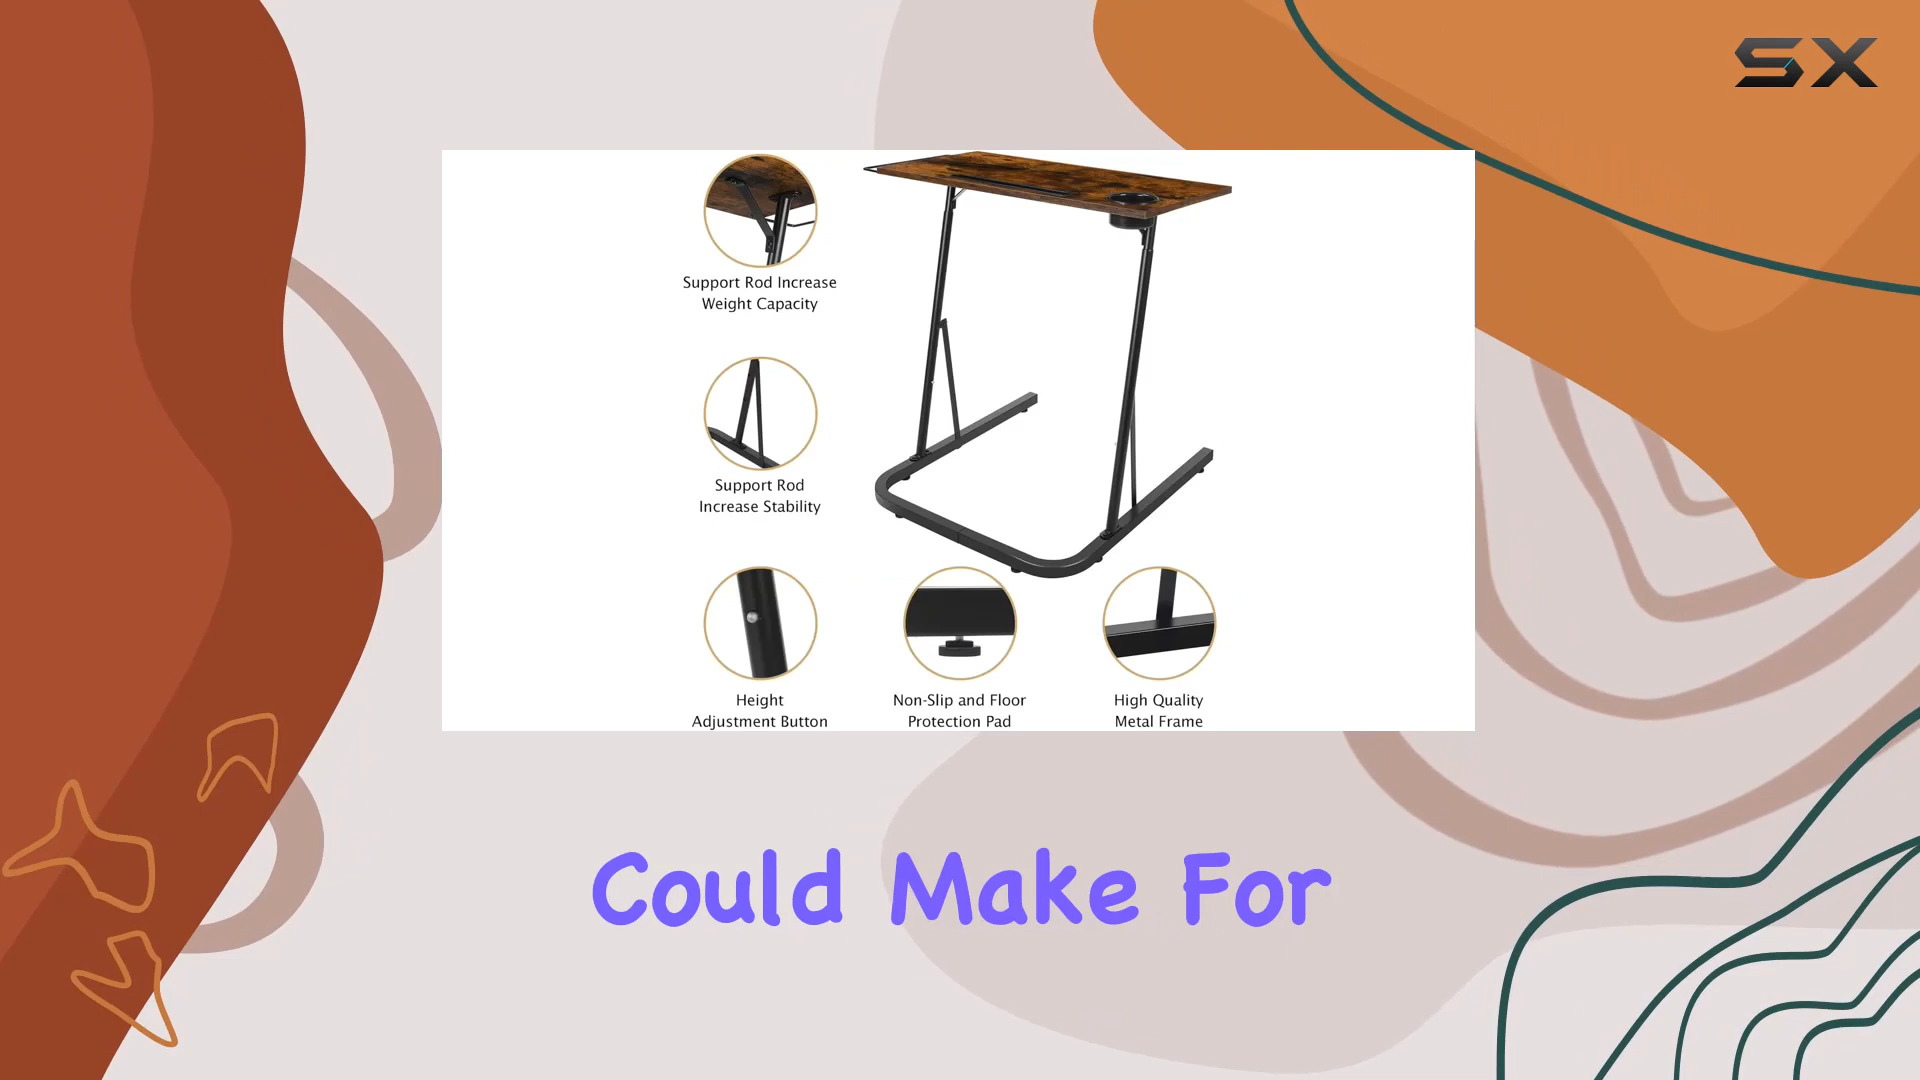 SX
Support Rod Increase
Weight Capacity
Support Rod
Increase Stability
Height
Adjustment Button
Non-Slip and Floor
Protection Pad
High Quality
Metal Frame
Could Make For